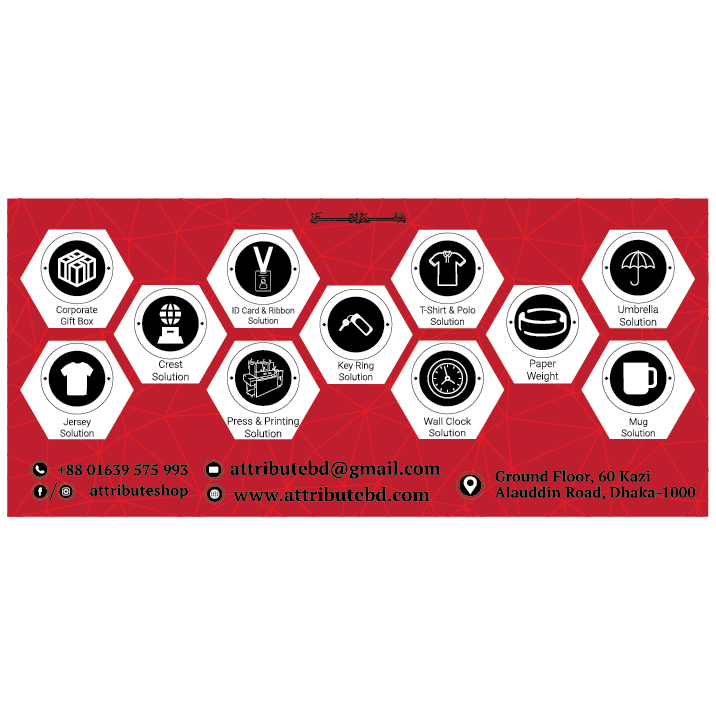 Corporate
Gift Box
ID Card & Ribbon
Solution
T-Shirt & Polo
Solution
Umbrella
Solution
Crest
Solution
Key Ring
Solution
Paper
Weight
Jersey
Solution
Press & Printing
Solution
Wall Clock
Solution
Mug
Solution
+88 01639 575 993
/ attributeshop
attributebd@gmail.com
www.attributebd.com
Ground Floor, 60 Kazi
Alauddin Road, Dhaka-1000